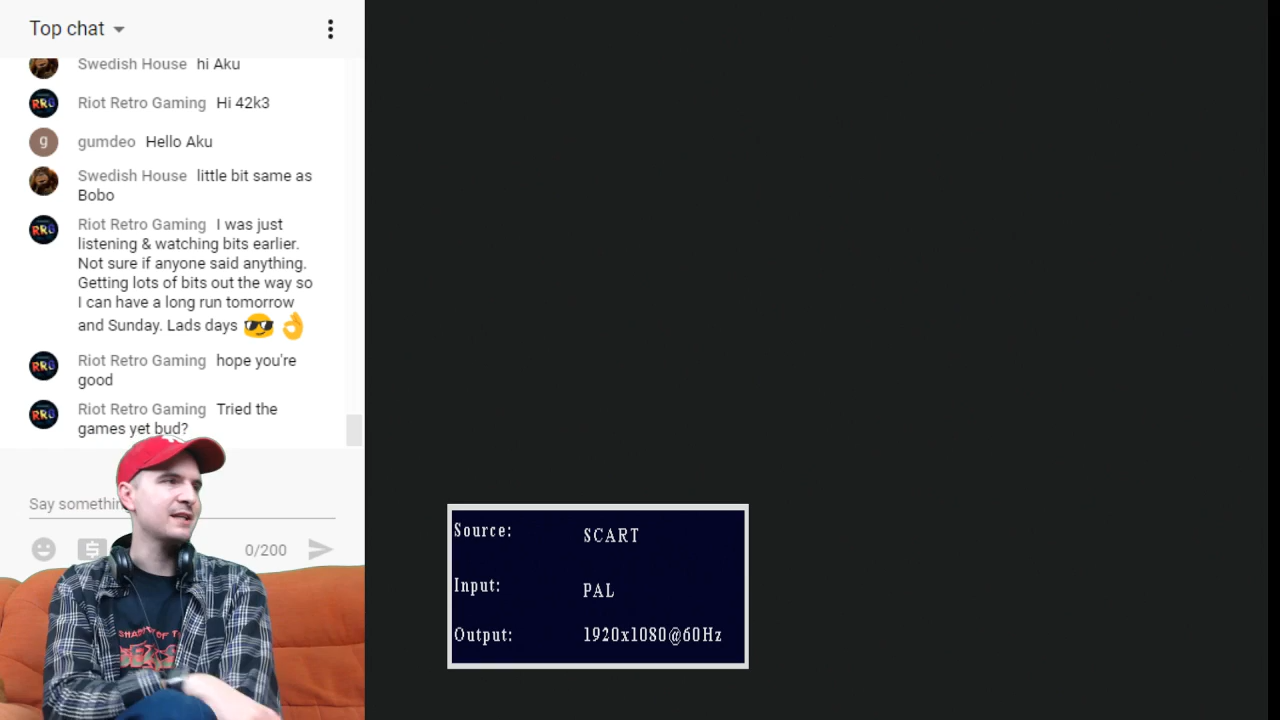 Top chat
Swedish House hi Aku
Riot Retro Gaming Hi 42k3
g
gumdeo Hello Aku
Swedish House little bit same as
Bobo
Riot Retro Gaming I was just
listening & watching bits earlier.
Not sure if anyone said anything.
Getting lots of bits out the way so
I can have a long run tomorrow
and Sunday. Lads days 😎 👌
Riot Retro Gaming hope you're
good
Riot Retro Gaming Tried the
games yet bud?
Say somethin
0/200
Source: SCART
Input: PAL
Output: 1920x1080@60Hz